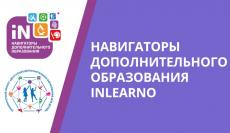 iN
НАВИГАТОРЫ
ДОПОЛНИТЕЛЬНОГО
ОБРАЗОВАНИЯ
НАВИГАТОРЫ
ДОПОЛНИТЕЛЬНОГО
ОБРАЗОВАНИЯ
INLEARNO